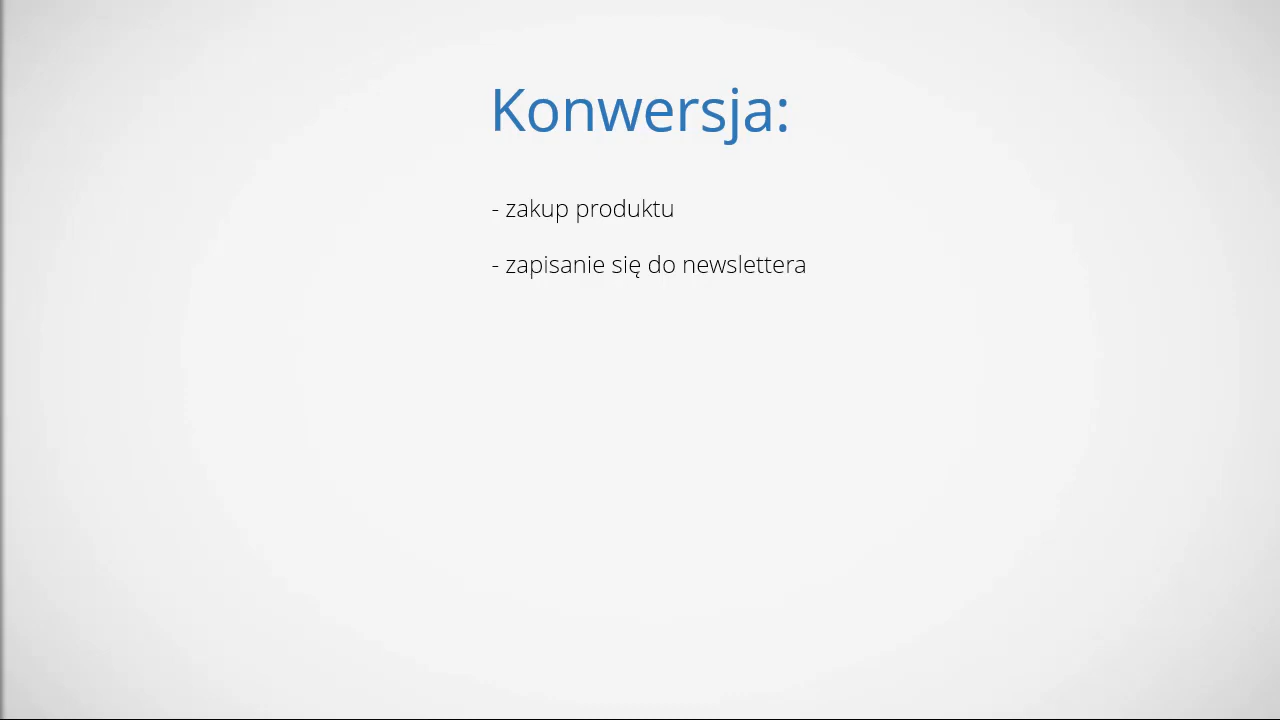 Konwersja:
- zakup produktu
- zapisanie się do newslettera